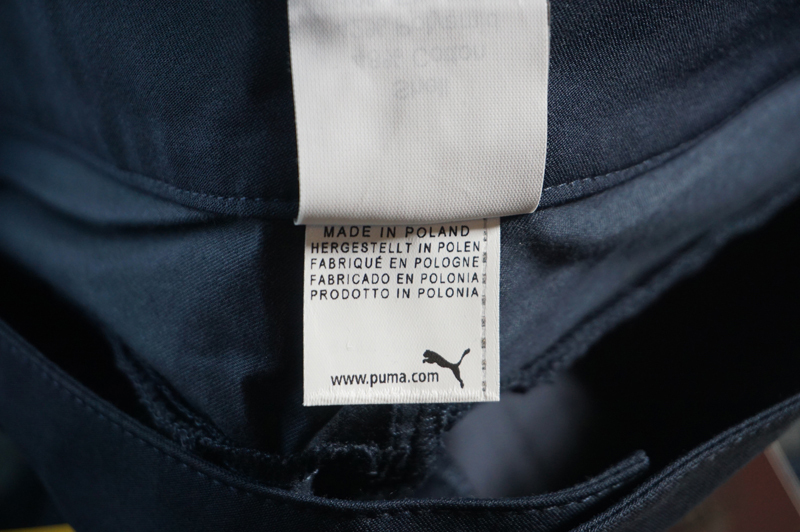 MADE IN POLAND
HERGESTELLT IN POLEN
FABRIQUÉ EN POLOGNE
FABRICADO EN POLONIA
PRODOTTO IN POLONIA
www.puma.com